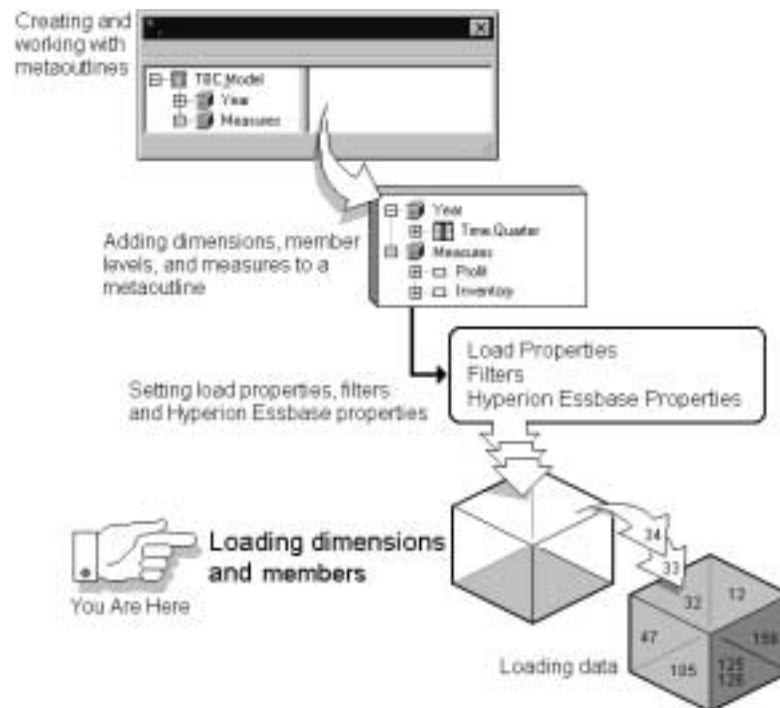 Creating and
working with
metaoutlines
TBC Model
Year
Measures
Year
Time.Quarter
Measures
Profit
Inventory
Adding dimensions, member
levels, and measures to a
metaoutline
Load Properties
Filters
Hyperion Essbase Properties
Setting load properties, filters
and Hyperion Essbase properties
Loading dimensions
and members
You Are Here
34
33
32
12
47
105
125
126
Loading data